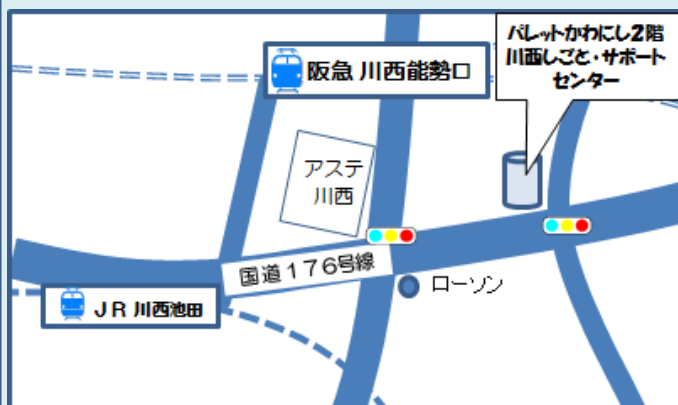 パレットかわにし2階
川西しごと・サポート
センター
阪急 川西能勢口
アステ
川西
国道176号線
ローソン
JR 川西池田